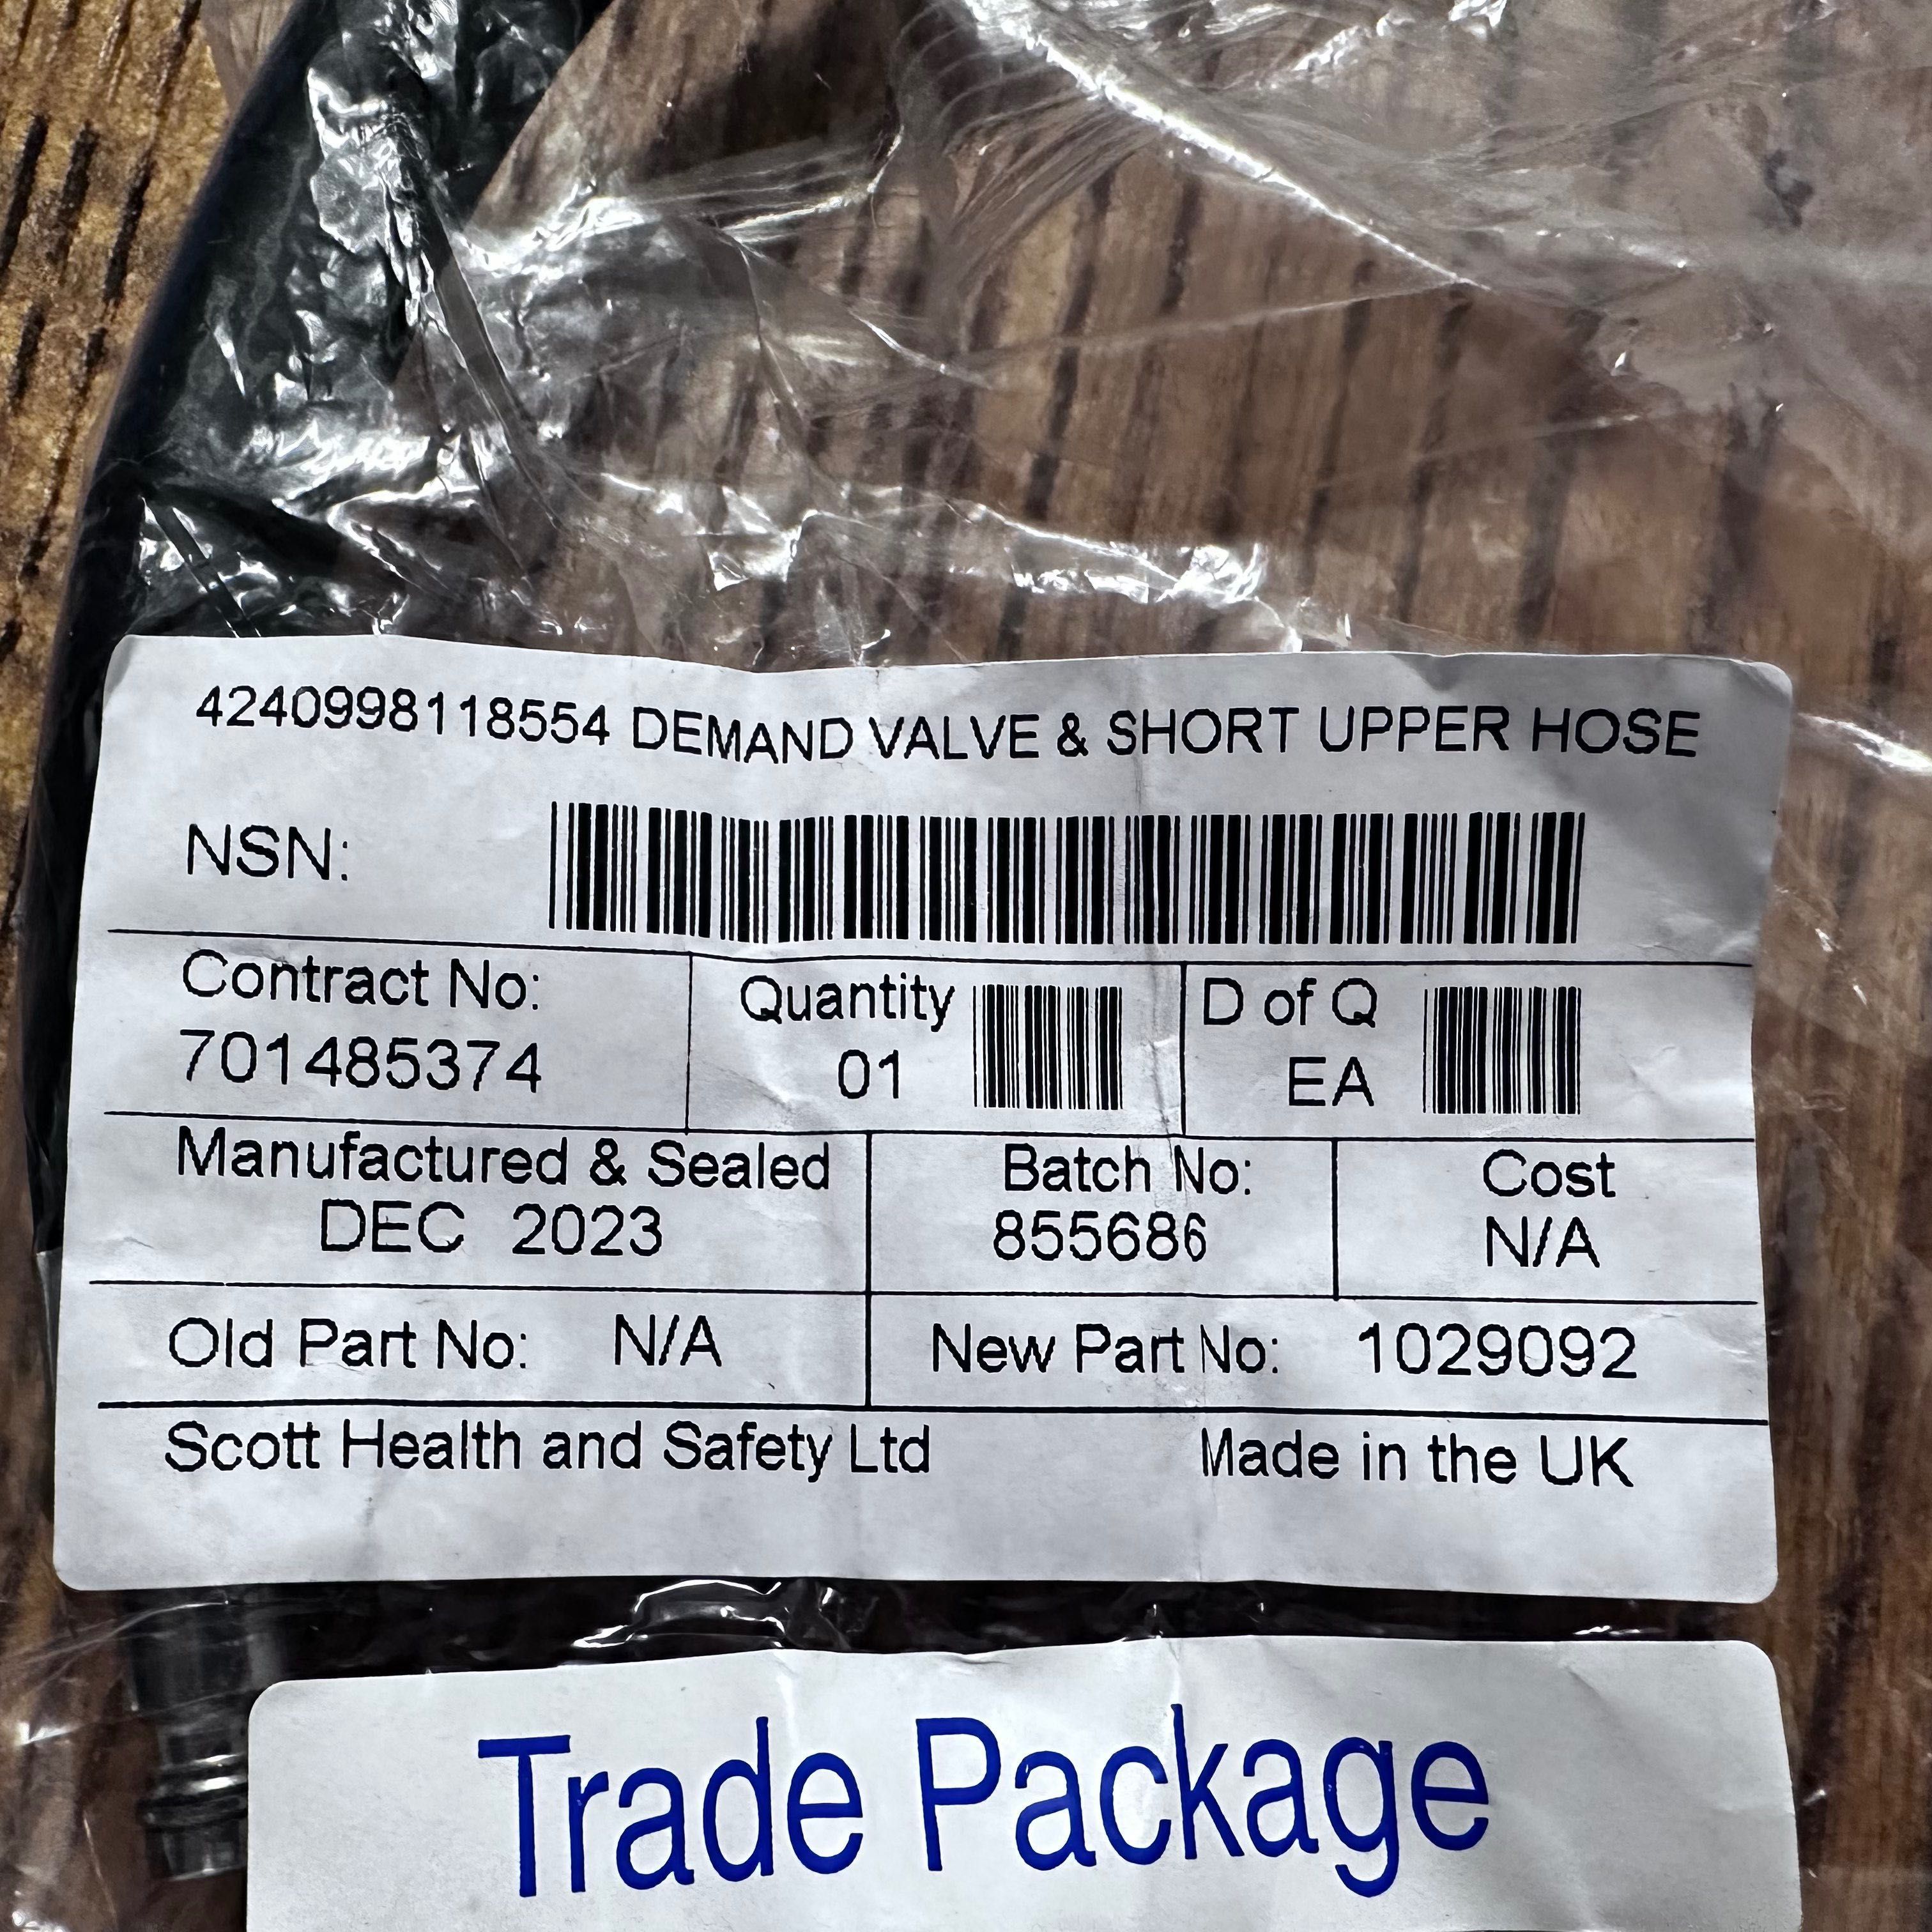 4240998118554 DEMAND VALVE & SHORT UPPER HOSE
NSN:
Contract No:
701485374
Quantity
01
D of Q
EA
Manufactured & Sealed
DEC 2023
Batch No:
855686
Cost
N/A
Old Part No: N/A
New Part No: 1029092
Scott Health and Safety Ltd
Made in the UK
Trade Package